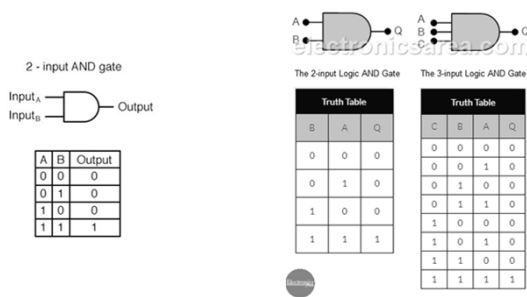 2 - input AND gate
Input A
Input B
Output
A B Output
0 0 0
0 1 0
1 0 0
1 1 1
A
B
Q
A
B
Q
electronicsarea.com
The 2-input Logic AND Gate
Truth Table
B A Q
0 0 0
0 1 0
1 0 0
1 1 1
The 3-input Logic AND Gate
Truth Table
C B A Q
0 0 0 0
0 0 1 0
0 1 0 0
0 1 1 0
1 0 0 0
1 0 1 0
1 1 0 0
1 1 1 1